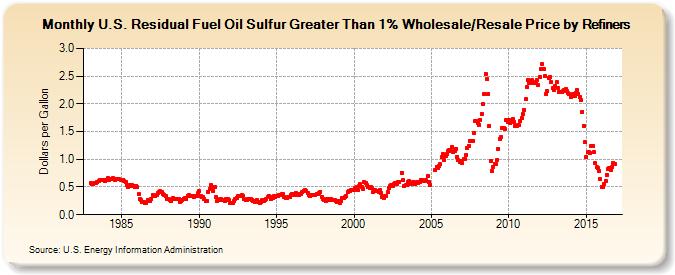 Monthly U.S. Residual Fuel Oil Sulfur Greater Than 1% Wholesale/Resale Price by Refiners
Dollars per Gallon
3.0
2.5
2.0
1.5
1.0
0.5
0.0
1985 1990 1995 2000 2005 2010 2015
Source: U.S. Energy Information Administration